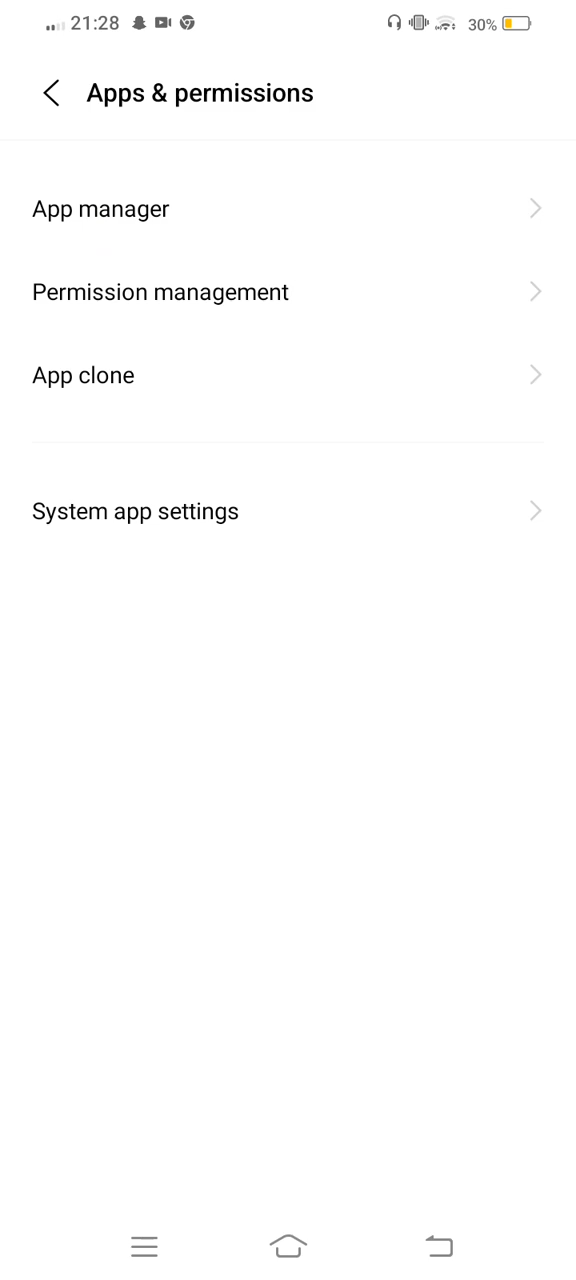 21:28
30%
Apps & permissions
App manager
Permission management
App clone
System app settings